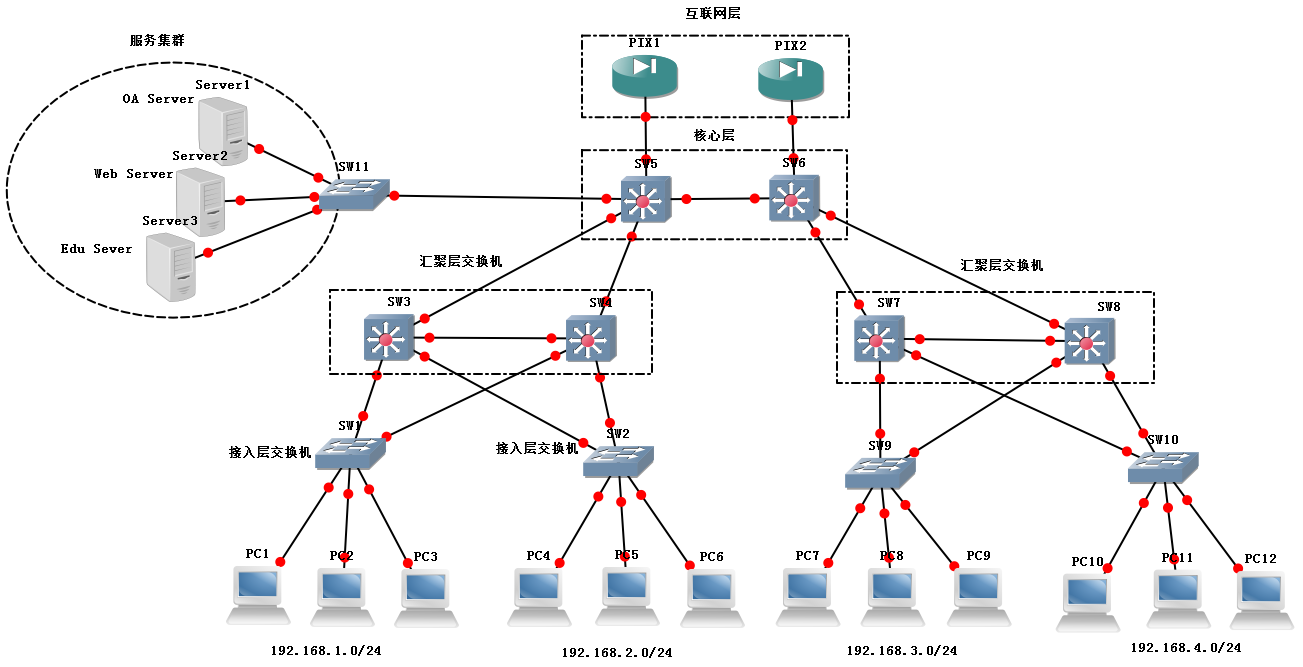 互联网层
服务集群
PIX1
PIX2
Server1
OA Server
核心层
Server2
SW11
SW5
SW6
Web Server
Server3
Edu Sever
汇聚层交换机
汇聚层交换机
SW3
SW4
SW7
SW8
SW1
SW2
SW9
SW10
接入层交换机
接入层交换机
PC1
PC2
PC3
PC4
PC5
PC6
PC7
PC8
PC9
PC10
PC11
PC12
192.168.1.0/24
192.168.2.0/24
192.168.3.0/24
192.168.4.0/24